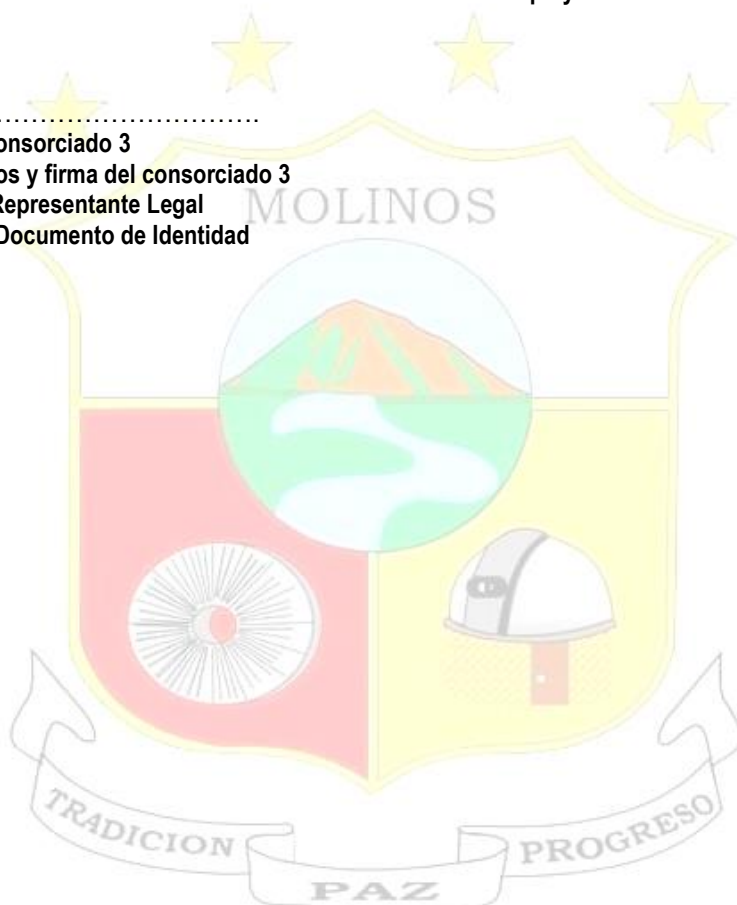 ………………………….
onsorciado 3
os y firma del consorciado 3
Representante Legal
Documento de Identidad
MOLINOS
TRADICION
PAZ
PROGRESO